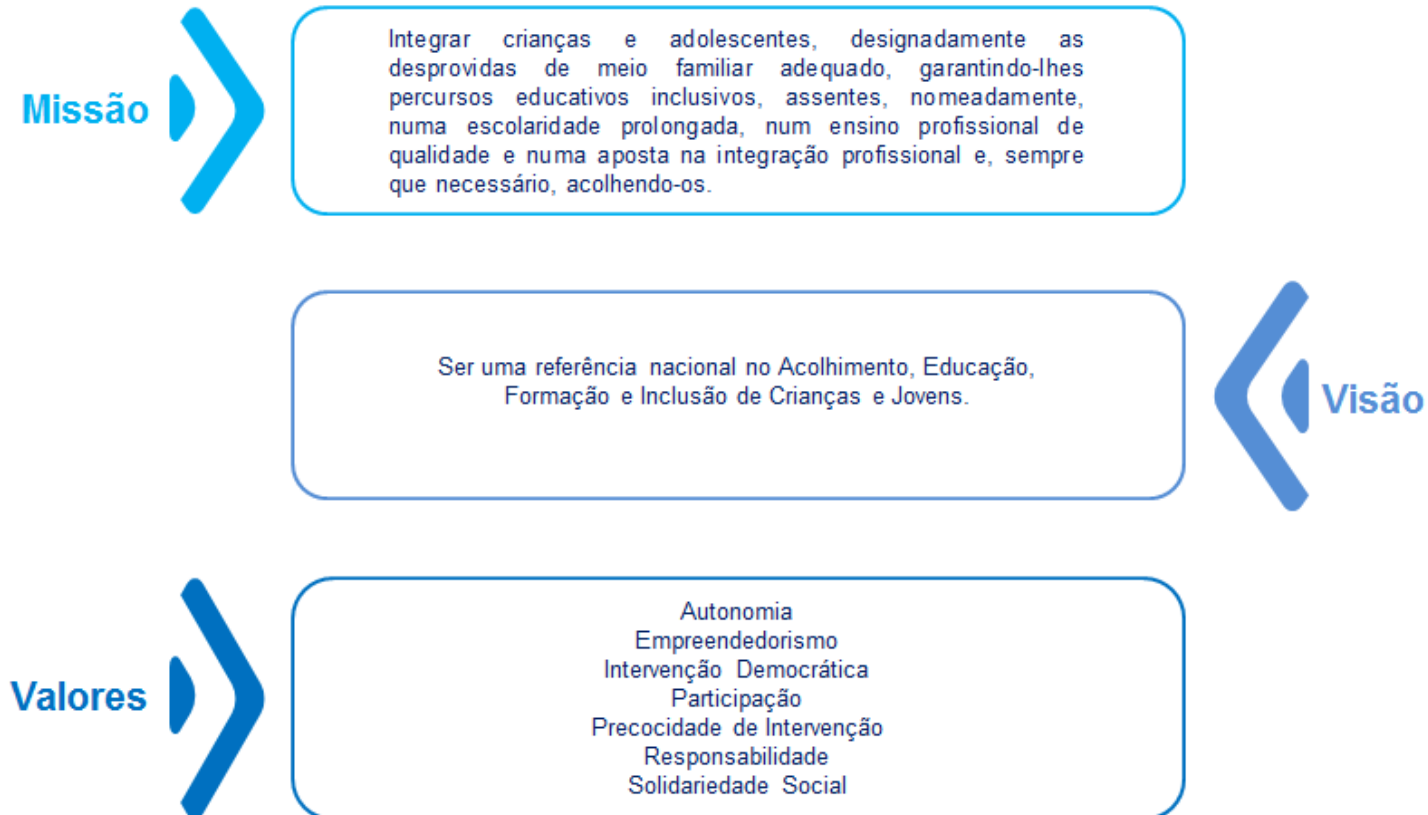 Missão
Integrar crianças e adolescentes, designadamente as
desprovidas de meio familiar adequado, garantindo-lhes
percursos educativos inclusivos, assentes, nomeadamente,
numa escolaridade prolongada, num ensino profissional de
qualidade e numa aposta na integração profissional e, sempre
que necessário, acolhendo-os.
Ser uma referência nacional no Acolhimento, Educação,
Formação e Inclusão de Crianças e Jovens.
Visão
Valores
Autonomia
Empreendedorismo
Intervenção Democrática
Participação
Precocidade de Intervenção
Responsabilidade
Solidariedade Social